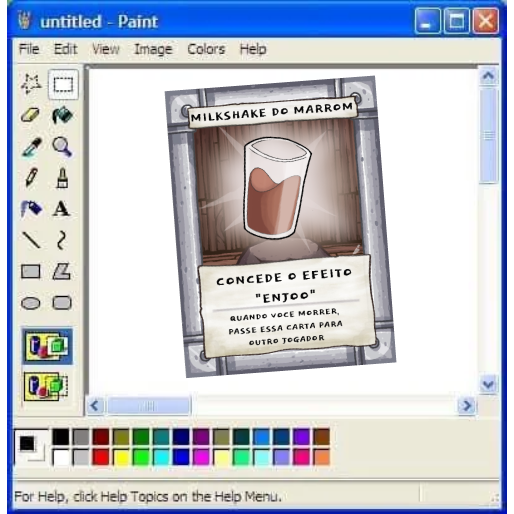 untitled - Paint
File Edit View Image Colors Help
A
MILKSHAKE DO MARROM
CONCEDE O EFEITO
"ENJOO"
QUANDO VOCE MORRER,
PASSE ESSA CARTA PARA
OUTRO JOGADOR
For Help, click Help Topics on the Help Menu.